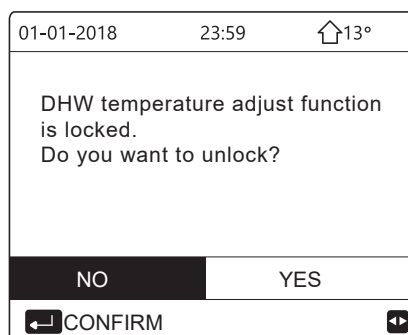 01-01-2018 23:59 13°
DHW temperature adjust function
is locked.
Do you want to unlock?
NO YES
CONFIRM